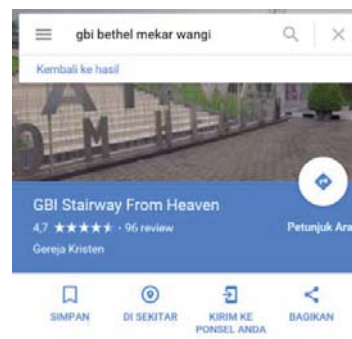 gbi bethel mekar wangi
Kembali ke hasil
GBI Stairway From Heaven
4,7 ★★★★★ · 96 review
Gereja Kristen
Petunjuk Ara
SIMPAN
DI SEKITAR
KIRIM KE
PONSEL ANDA
BAGIKAN